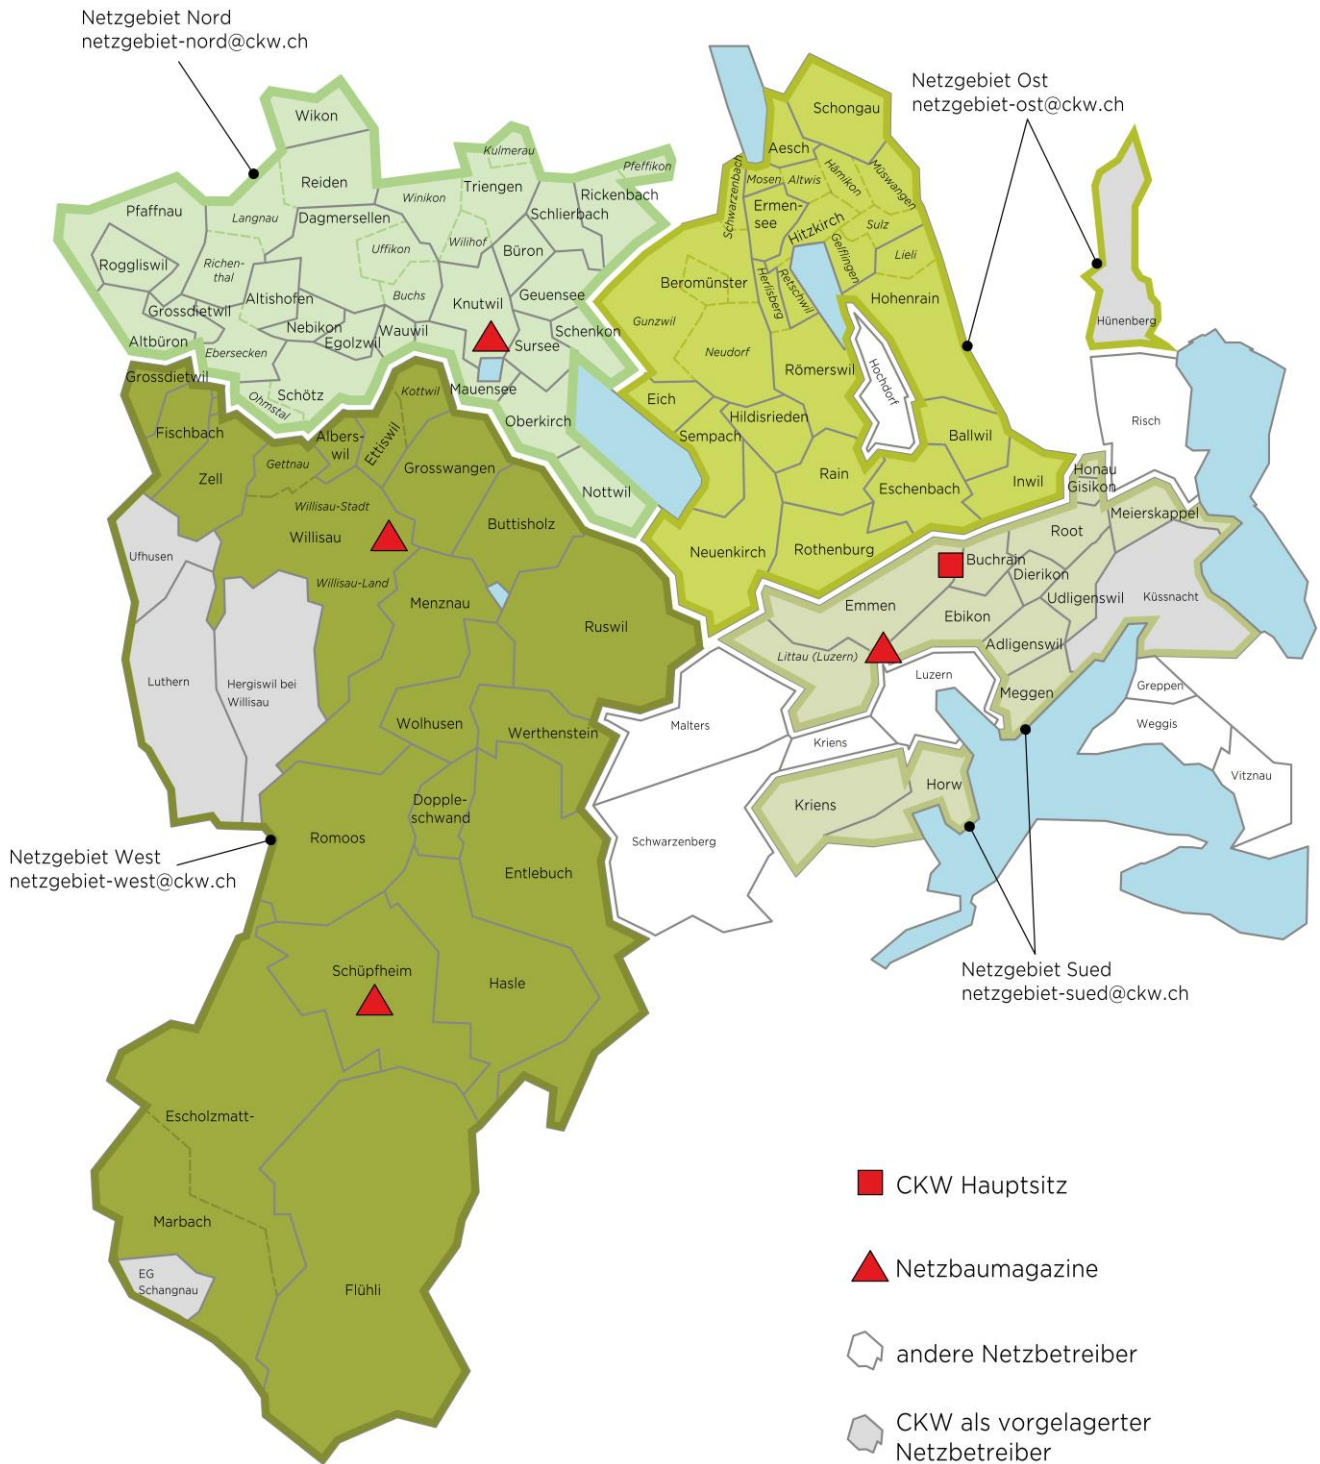 Netzgebiet Nord
netzgebiet-nord@ckw.ch
Netzgebiet Ost
netzgebiet-ost@ckw.ch
Wikon
Kulmerau
Pfeffikon
Reiden
Winikon
Triengen
Rickenbach
Pfaffnau
Langnau
Dagmersellen
Schlierbach
Uffikon
Wilihof
Büron
Roggliswil
Richen-
thal
Altishofen
Buchs
Knutwil
Geuensee
Grossdietwil
Nebikon
Egolzwil
Wauwil
Sursee
Schenkon
Altbüron
Ebersecken
Schötz
Mauensee
Ohmstal
Oberkirch
Nottwil
Schongau
Aesch
Schwarzenbach
Mosen
Altwis
Hämikon
Müswangen
Ermen-
see
Hitzkirch
Sulz
Gelfingen
Lieli
Beromünster
Herlisberg
Retschwil
Hohenrain
Gunzwil
Neudorf
Römerswil
Hochdorf
Eich
Hildisrieden
Sempach
Ballwil
Rain
Eschenbach
Inwil
Neuenkirch
Rothenburg
Hünenberg
Risch
Grossdietwil
Kottwil
Fischbach
Albers-
wil
Ettiswil
Gettnau
Zell
Grosswangen
Willisau-Stadt
Willisau
Buttisholz
Ufhusen
Willisau-Land
Menznau
Ruswil
Luthern
Hergiswil bei
Willisau
Wolhusen
Werthenstein
Dopple-
schwand
Romoos
Entlebuch
Netzgebiet West
netzgebiet-west@ckw.ch
Schüpfheim
Hasle
Escholzmatt-
Marbach
EG
Schangnau
Flühli
Honau
Gisikon
Meierskappel
Root
Buchrain
Dierikon
Udligenswil
Küssnacht
Emmen
Ebikon
Adligenswil
Littau (Luzern)
Luzern
Meggen
Greppen
Weggis
Vitznau
Malters
Kriens
Horw
Kriens
Schwarzenberg
Netzgebiet Sued
netzgebiet-sued@ckw.ch
CKW Hauptsitz
Netzbaumagazine
andere Netzbetreiber
CKW als vorgelagerter
Netzbetreiber